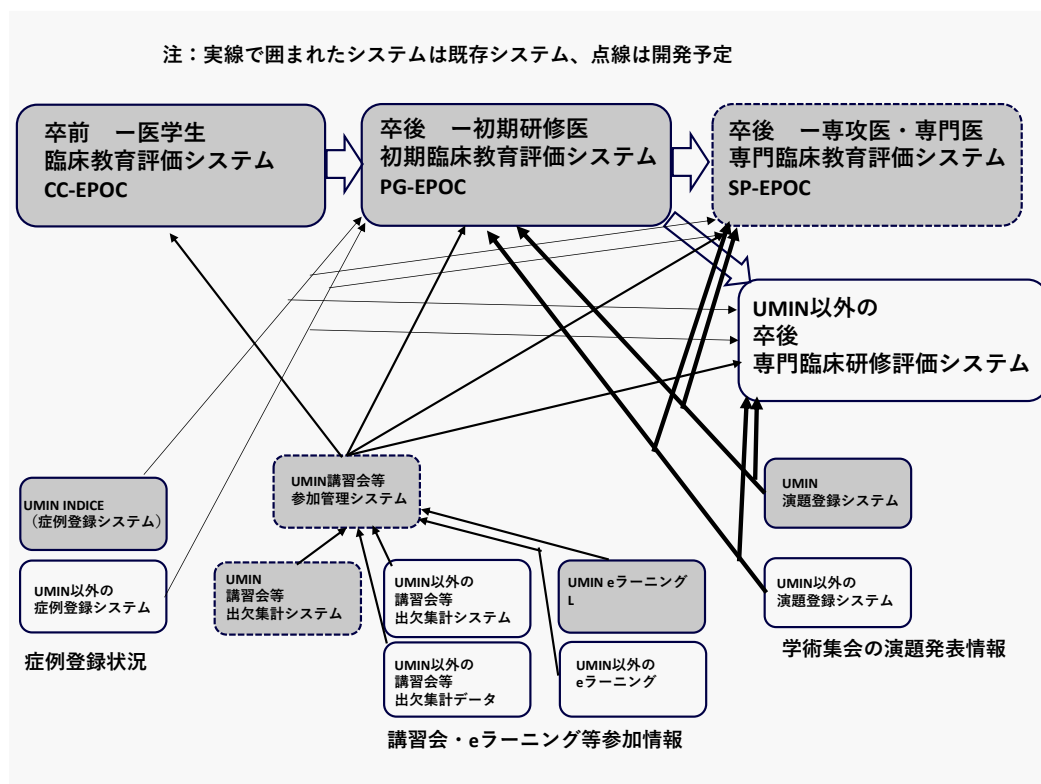 注：実線で囲まれたシステムは既存システム、点線は開発予定
卒前　ー医学生
臨床教育評価システム
CC-EPOC
卒後　ー初期研修医
初期臨床教育評価システム
PG-EPOC
卒後　ー専攻医・専門医
専門臨床教育評価システム
SP-EPOC
UMIN以外の
卒後
専門臨床研修評価システム
UMIN INDICE
（症例登録システム）
UMIN以外の
症例登録システム
症例登録状況
UMIN講習会等
参加管理システム
UMIN
講習会等
出欠集計システム
UMIN以外の
講習会等
出欠集計システム
UMIN eラーニング
L
UMIN以外の
講習会等
出欠集計データ
UMIN以外の
eラーニング
講習会・eラーニング等参加情報
UMIN
演題登録システム
UMIN以外の
演題登録システム
学術集会の演題発表情報